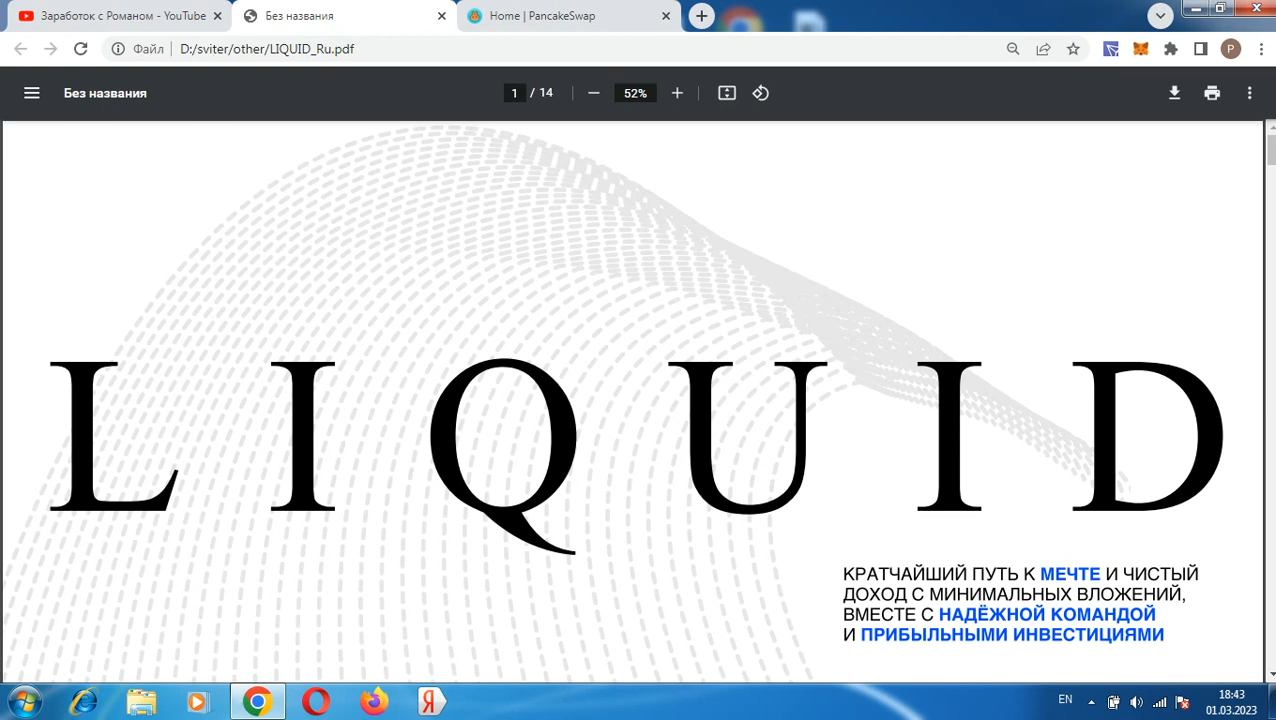 Заработок с Романом - YouTube
Без названия
Home | PancakeSwap
Файл
D:/sviter/other/LIQUID_Ru.pdf
P
Без названия
1 / 14
52%
LIQUID
КРАТЧАЙШИЙ ПУТЬ К МЕЧТЕ И ЧИСТЫЙ
ДОХОД С МИНИМАЛЬНЫХ ВЛОЖЕНИЙ,
ВМЕСТЕ С НАДЁЖНОЙ КОМАНДОЙ
И ПРИБЫЛЬНЫМИ ИНВЕСТИЦИЯМИ
EN
18:43
01.03.2023